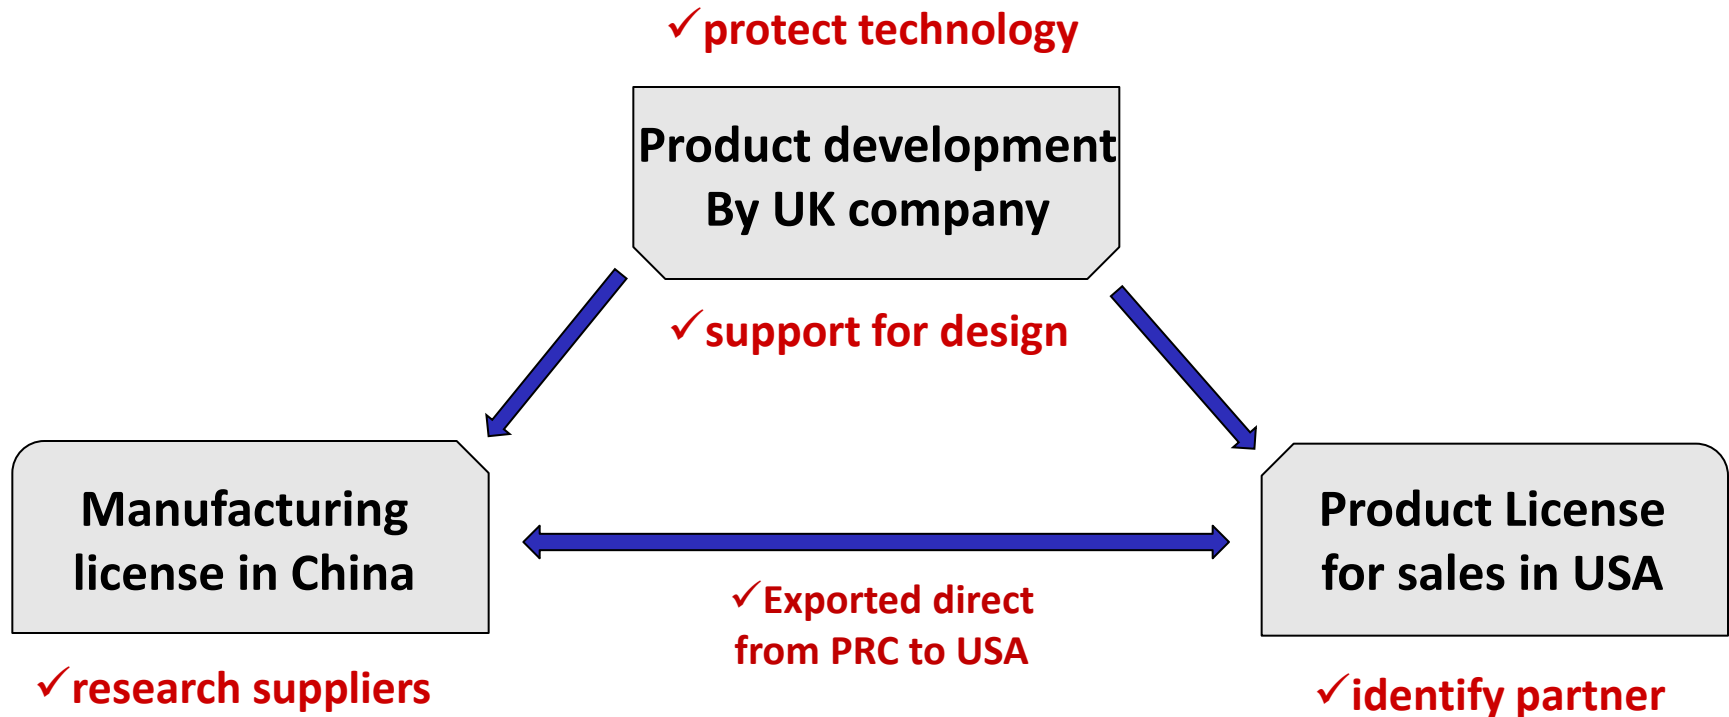 ✓protect technology
Product development
By UK company
✓support for design
Manufacturing
license in China
Product License
for sales in USA
✓Exported direct
from PRC to USA
✓research suppliers
✓identify partner